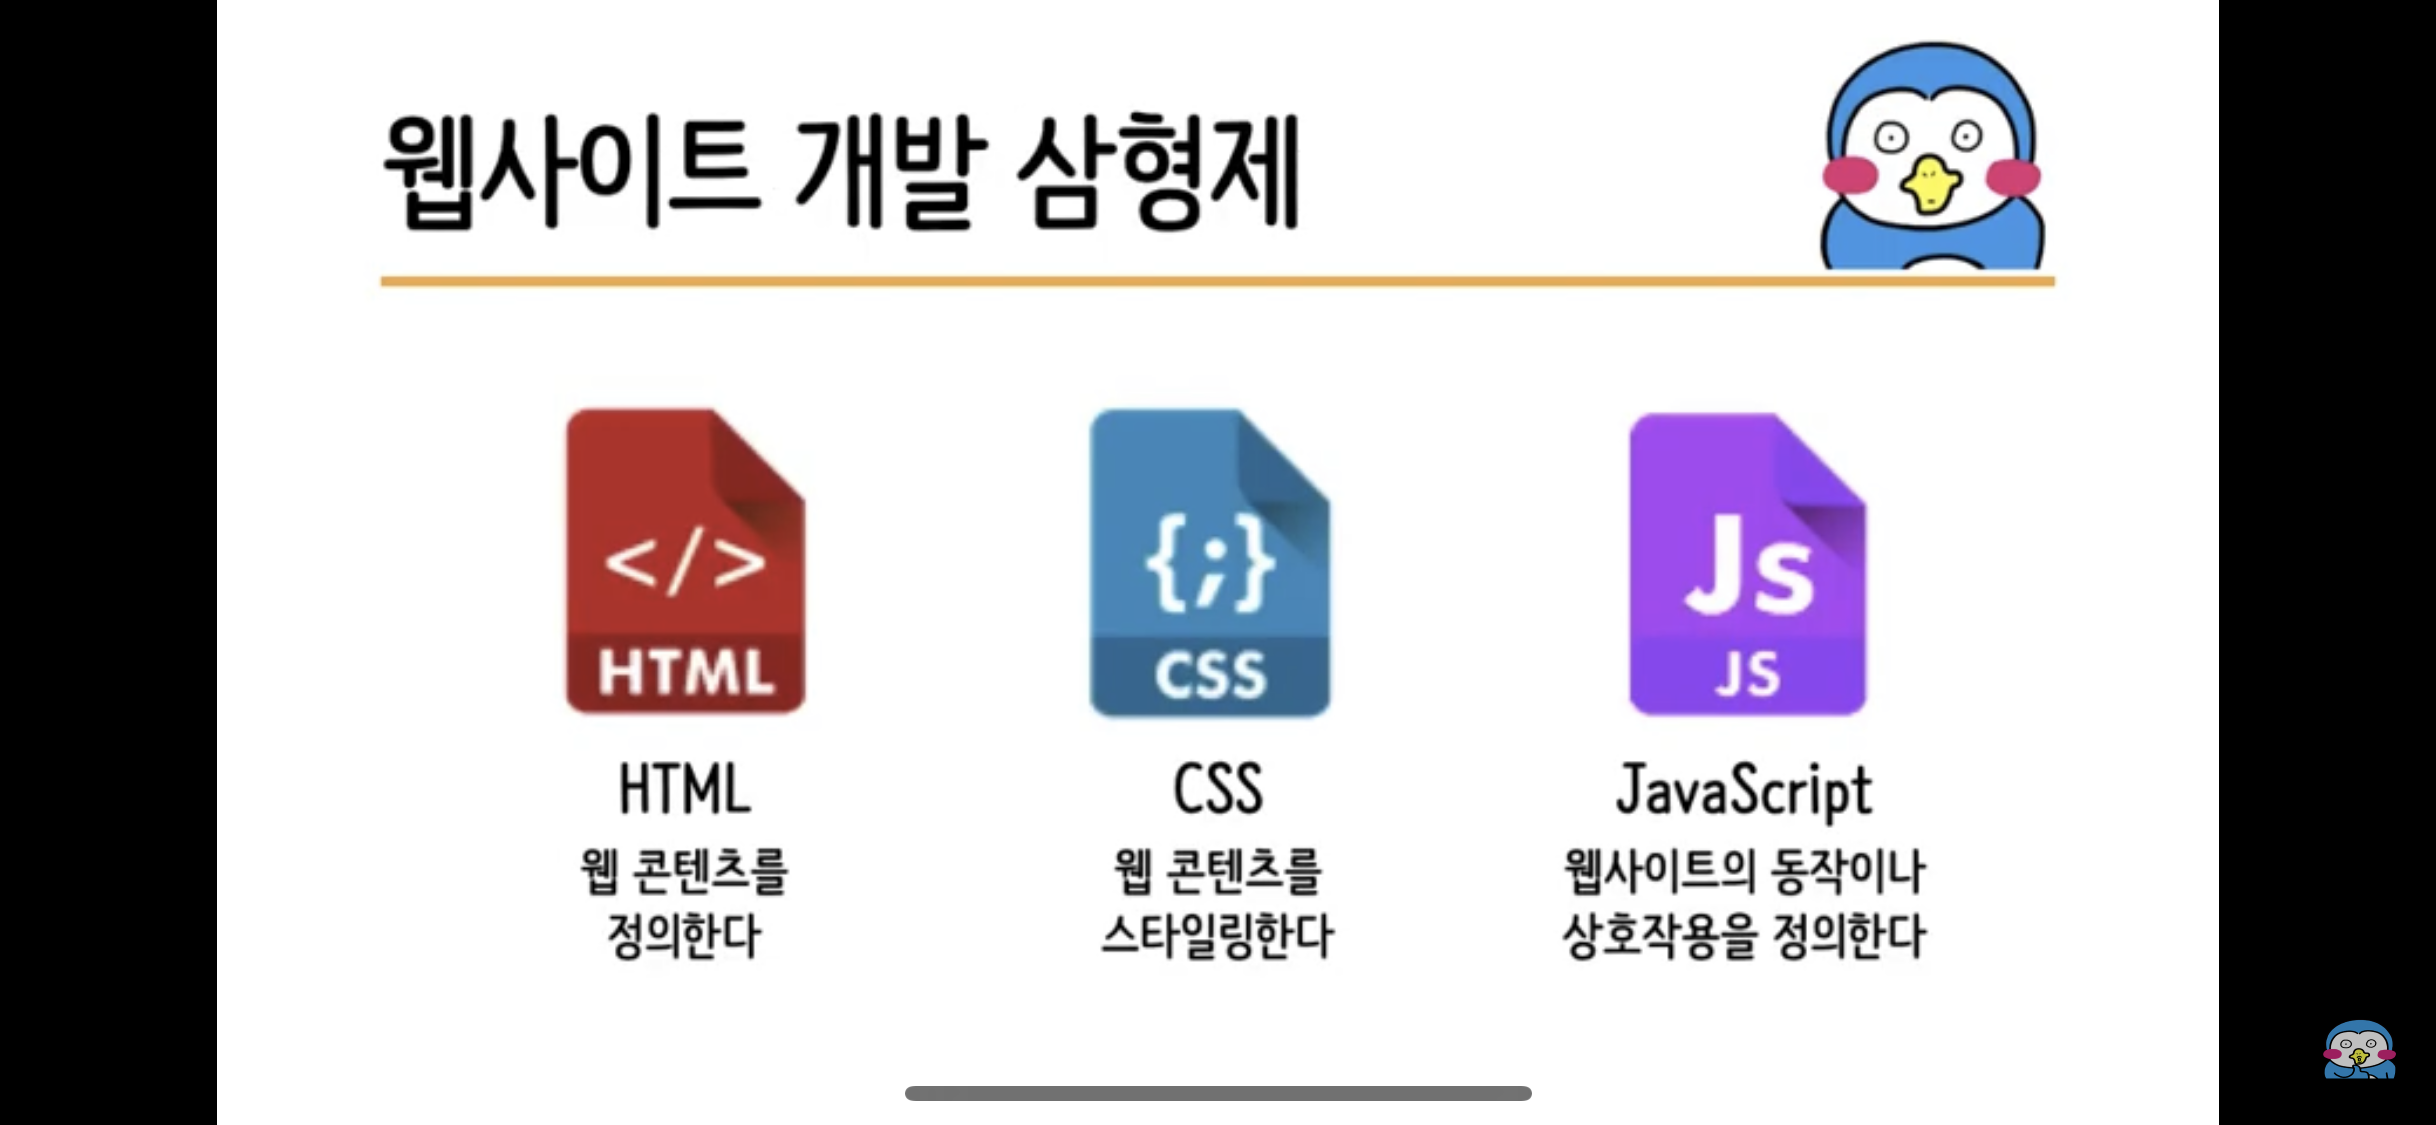 웹사이트 개발 삼형제
</>
HTML
{;}
CSS
Js
JS
HTML
웹 콘텐츠를
정의한다
CSS
웹 콘텐츠를
스타일링한다
JavaScript
웹사이트의 동작이나
상호작용을 정의한다